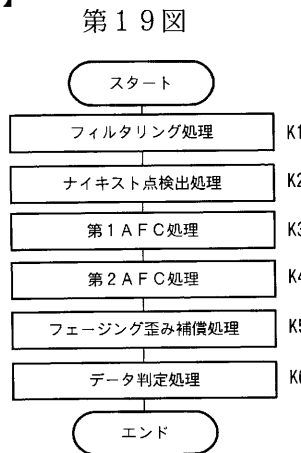 第１９図
スタート
フィルタリング処理 K1
ナイキスト点検出処理 K2
第１ＡＦＣ処理 K3
第２ＡＦＣ処理 K4
フェージング歪み補償処理 K5
データ判定処理 K6
エンド